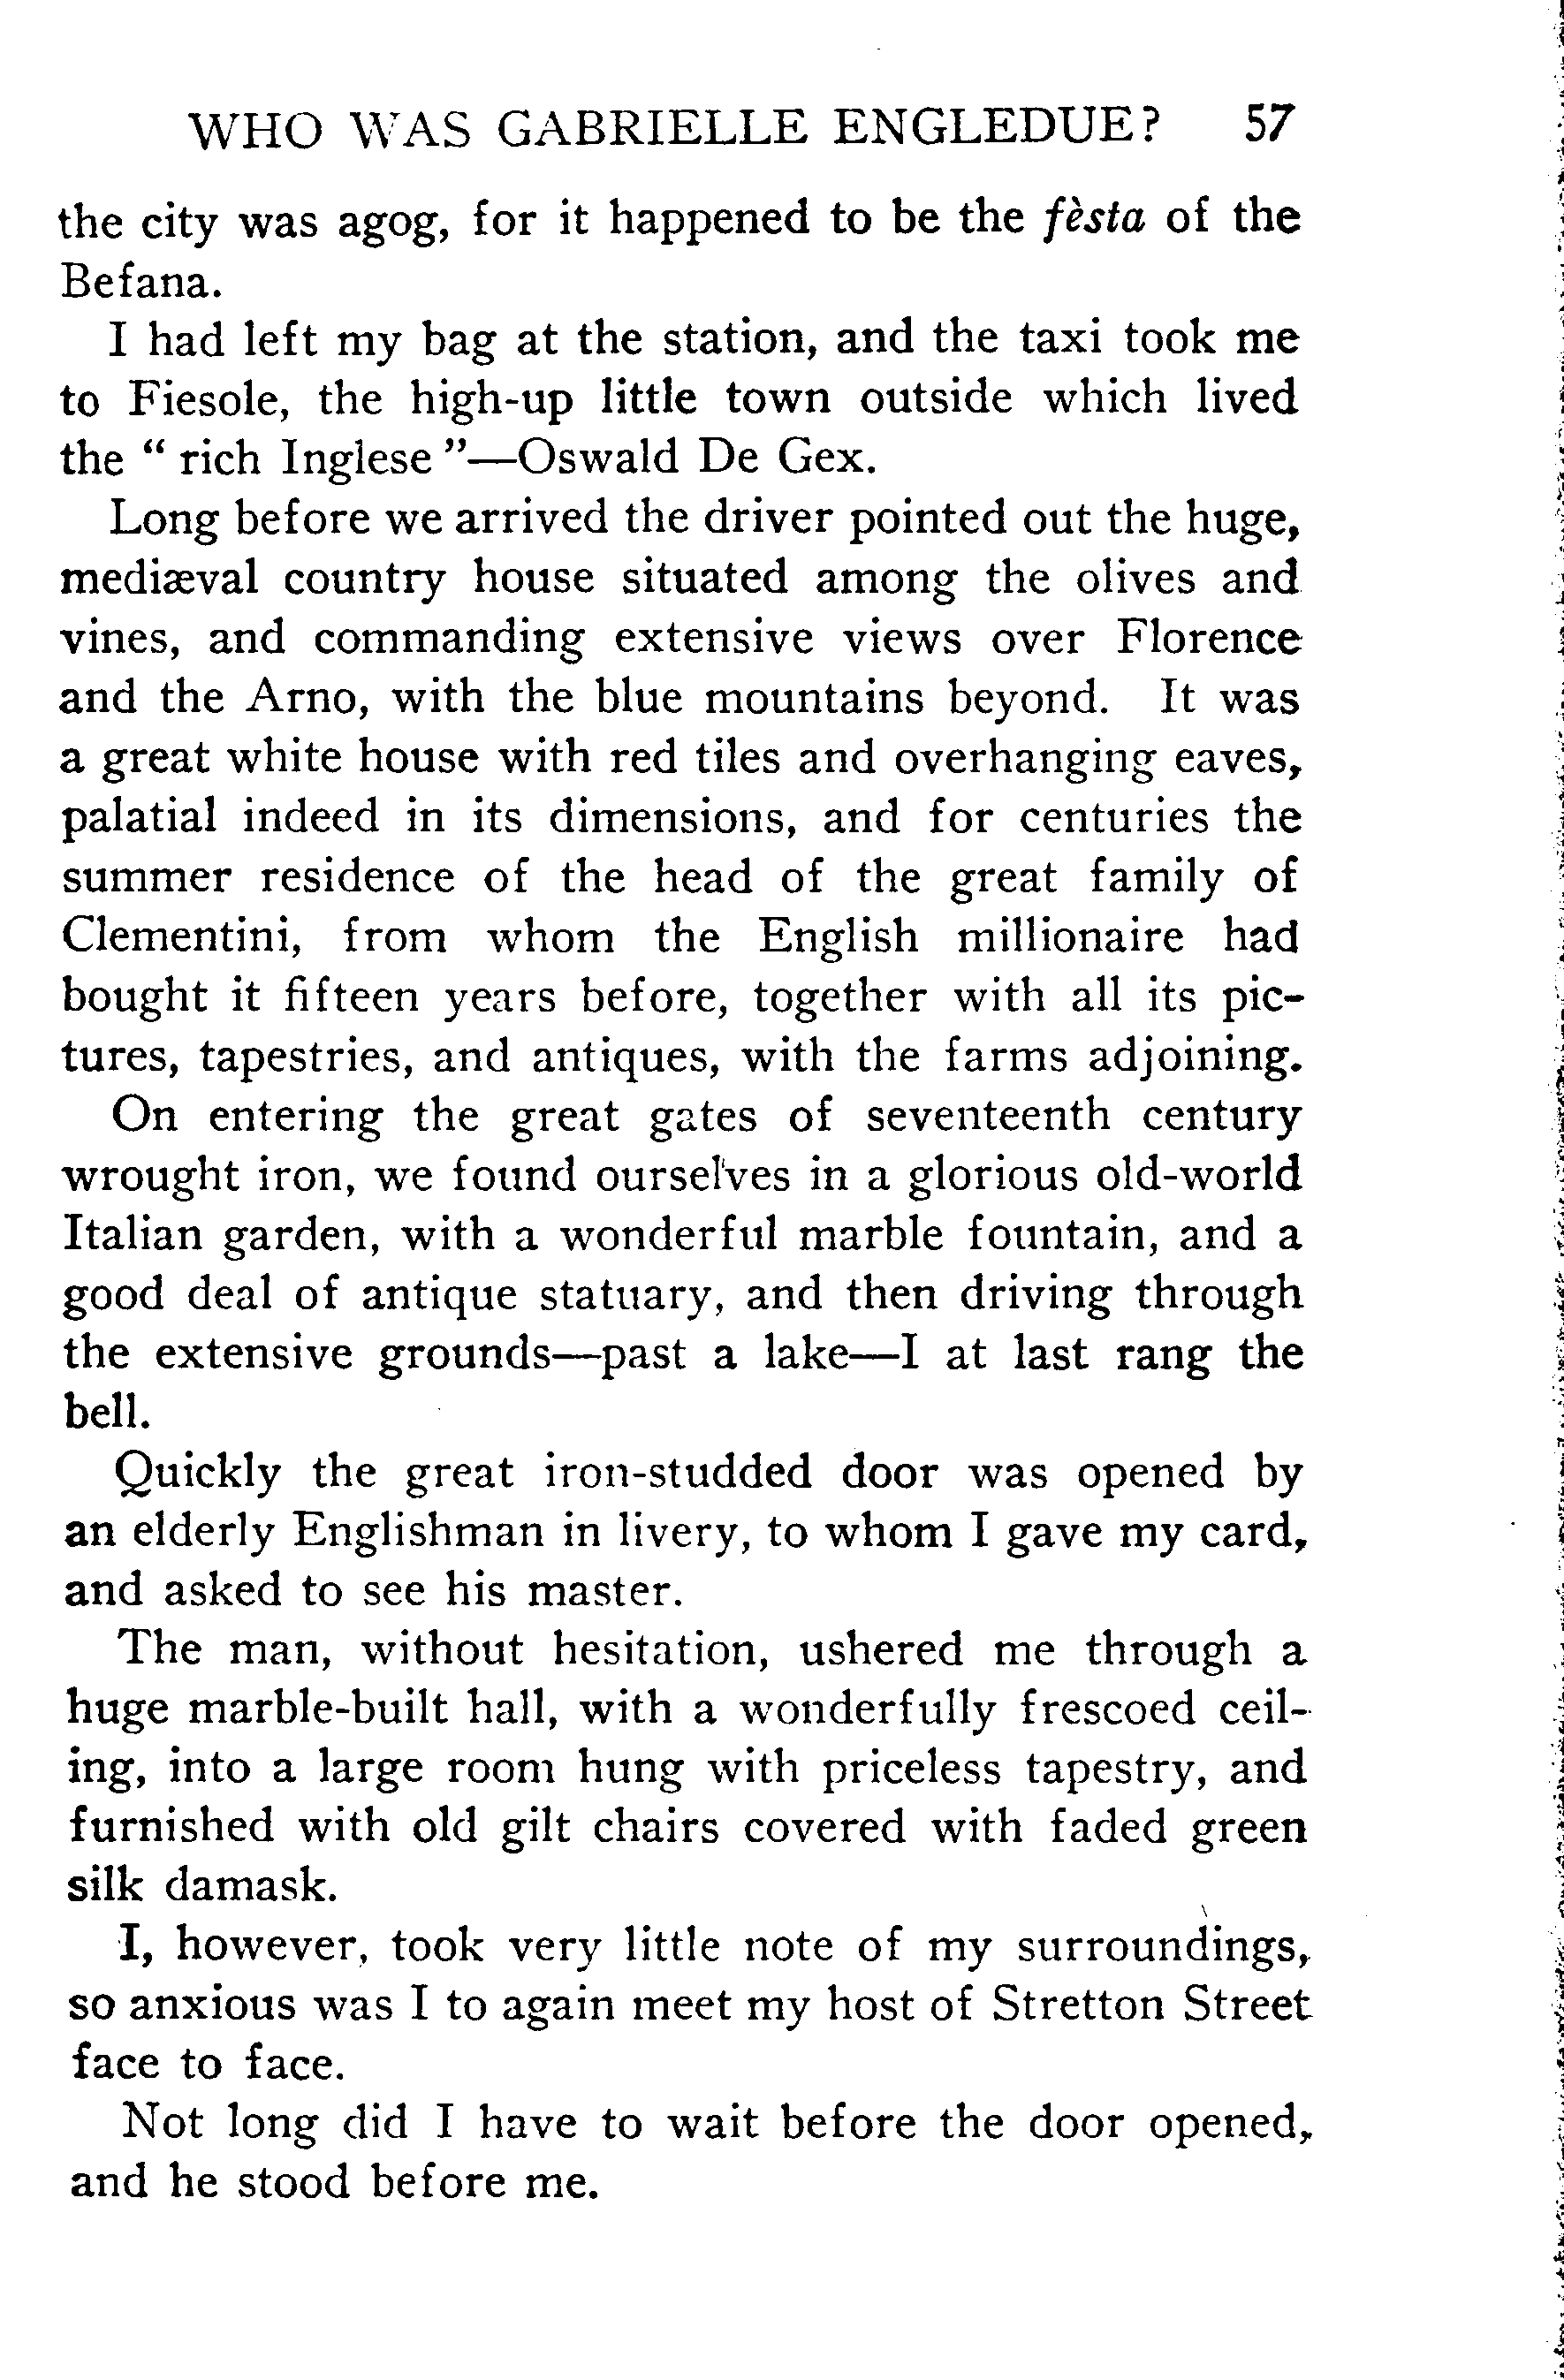 WHO WAS GABRIELLE ENGLEDUE? 57
the city was agog, for it happened to be the fèsta of the
Befana.
I had left my bag at the station, and the taxi took me
to Fiesole, the high-up little town outside which lived
the “ rich Inglese ”—Oswald De Gex.
Long before we arrived the driver pointed out the huge,
mediæval country house situated among the olives and
vines, and commanding extensive views over Florence
and the Arno, with the blue mountains beyond. It was
a great white house with red tiles and overhanging eaves,
palatial indeed in its dimensions, and for centuries the
summer residence of the head of the great family of
Clementini, from whom the English millionaire had
bought it fifteen years before, together with all its pic-
tures, tapestries, and antiques, with the farms adjoining.
On entering the great gates of seventeenth century
wrought iron, we found ourselves in a glorious old-world
Italian garden, with a wonderful marble fountain, and a
good deal of antique statuary, and then driving through
the extensive grounds—past a lake—I at last rang the
bell.
Quickly the great iron-studded door was opened by
an elderly Englishman in livery, to whom I gave my card,
and asked to see his master.
The man, without hesitation, ushered me through a
huge marble-built hall, with a wonderfully frescoed ceil-
ing, into a large room hung with priceless tapestry, and
furnished with old gilt chairs covered with faded green
silk damask.
I, however, took very little note of my surroundings,
so anxious was I to again meet my host of Stretton Street
face to face.
Not long did I have to wait before the door opened,
and he stood before me.